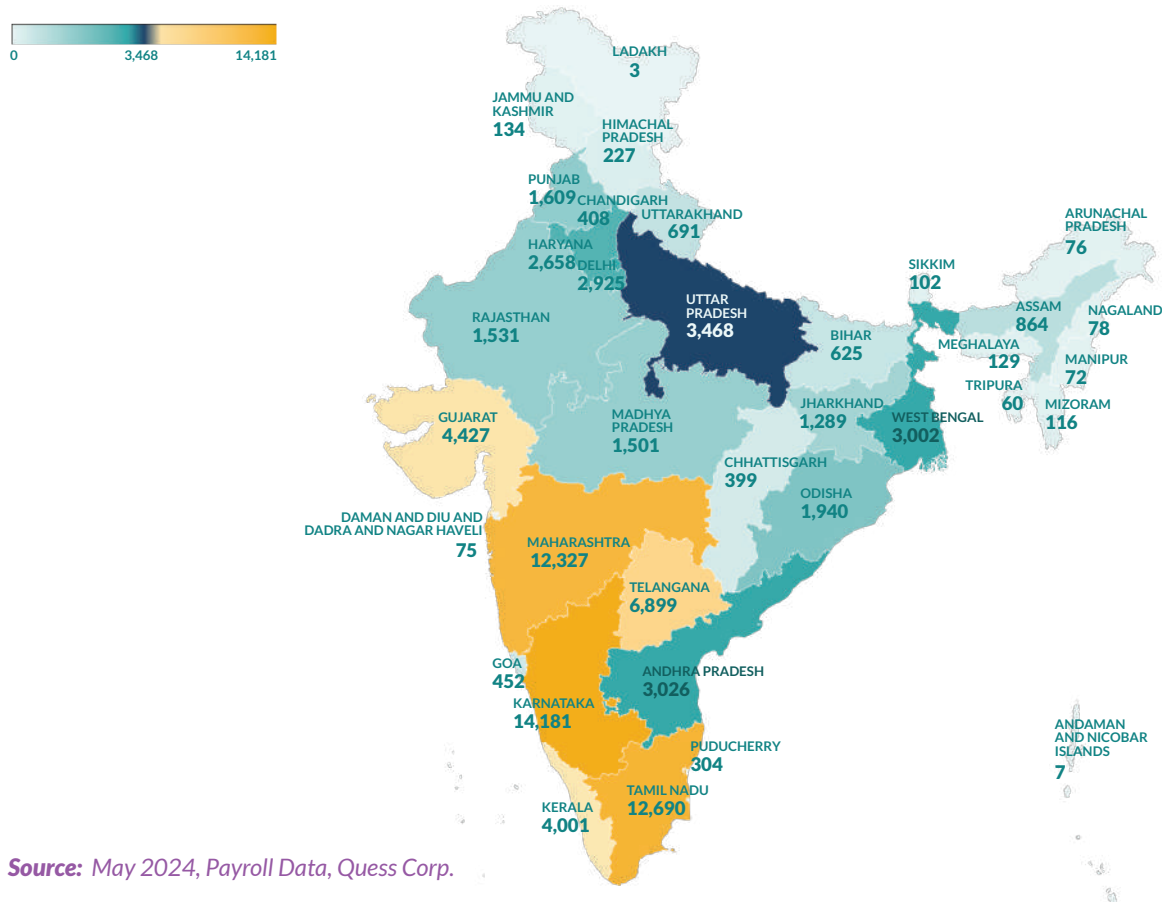 0 3,468 14,181
LADAKH
3
JAMMU AND
KASHMIR
134
HIMACHAL
PRADESH
227
PUNJAB
1,609
CHANDIGARH
408
UTTARAKHAND
691
HARYANA
2,658
DELHI
2,925
ARUNACHAL
PRADESH
76
SIKKIM
102
UTTAR
PRADESH
3,468
RAJASTHAN
1,531
ASSAM
864
NAGALAND
78
BIHAR
625
MEGHALAYA
129
MANIPUR
72
TRIPURA
60
MIZORAM
116
GUJARAT
4,427
MADHYA
PRADESH
1,501
JHARKHAND
1,289
WEST BENGAL
3,002
CHHATTISGARH
399
ODISHA
1,940
DAMAN AND DIU AND
DADRA AND NAGAR HAVELI
75
MAHARASHTRA
12,327
TELANGANA
6,899
GOA
452
KARNATAKA
14,181
ANDHRA PRADESH
3,026
PUDUCHERRY
304
ANDAMAN
AND NICOBAR
ISLANDS
7
KERALA
4,001
TAMIL NADU
12,690
Source: May 2024, Payroll Data, Quess Corp.